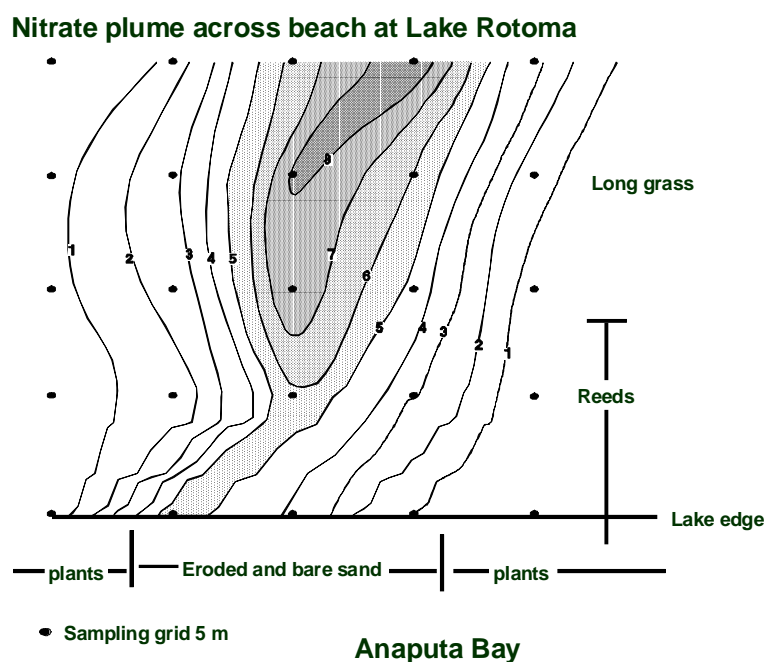 Nitrate plume across beach at Lake Rotoma
8
Long grass
1
2
3
4
5
7
6
5
4
3
2
1
Reeds
Lake edge
plants
Eroded and bare sand
plants
Sampling grid 5 m
Anaputa Bay